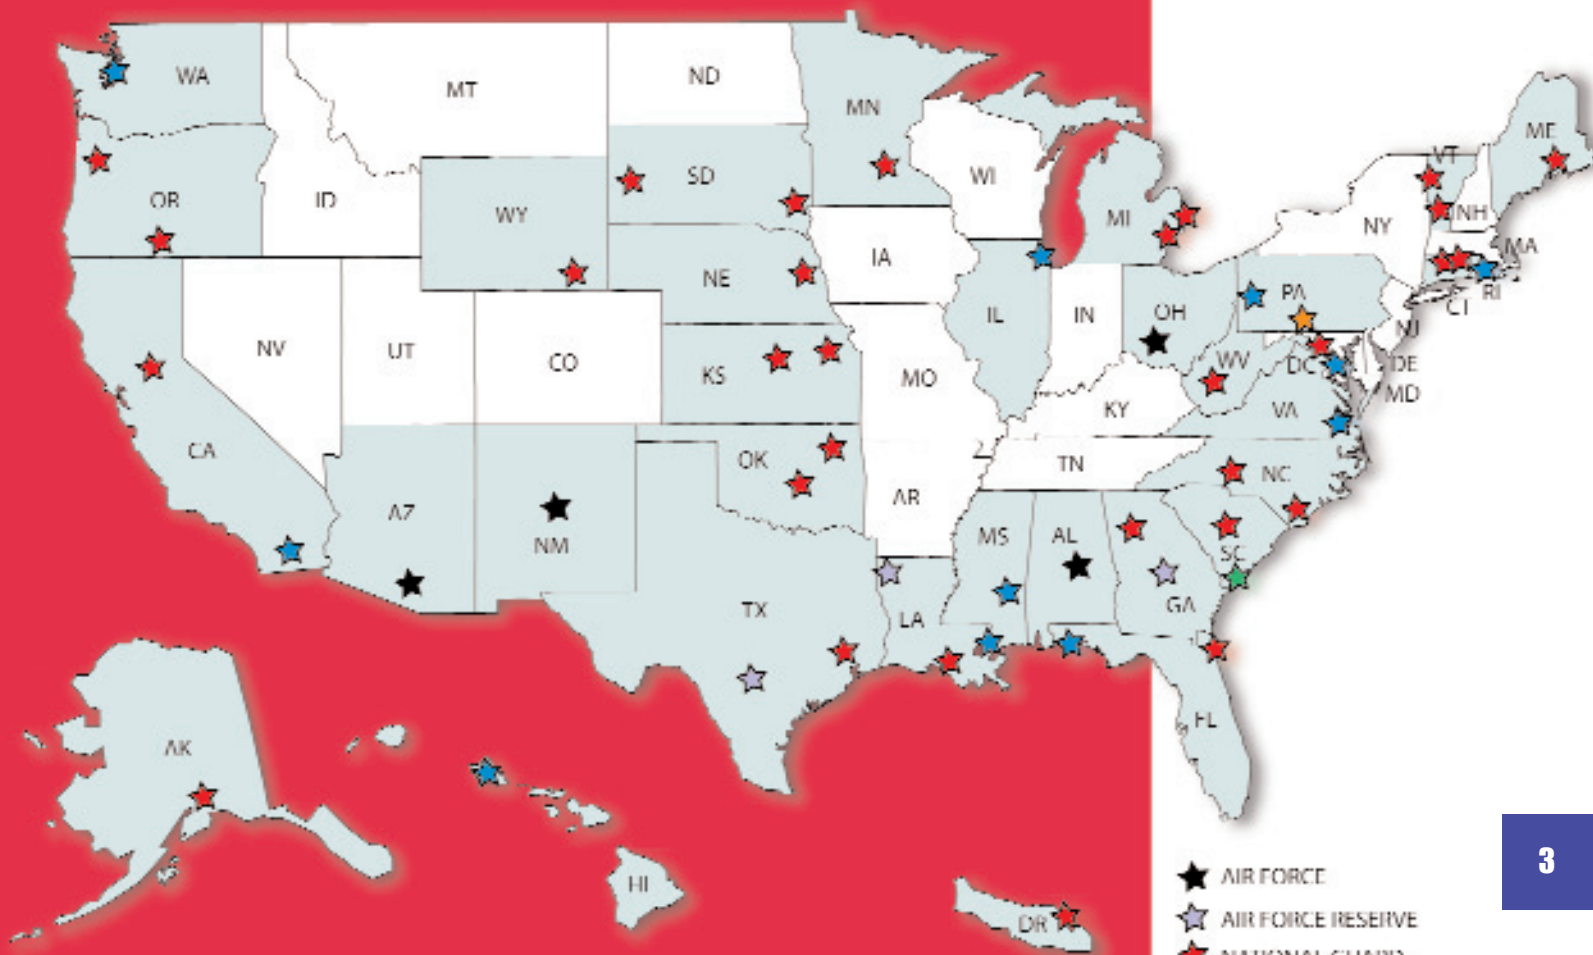 WA
MT
ND
MN
ME
VT
OR
ID
SD
WI
WY
MI
NY
NH
MA
IA
NE
PA
RI
CT
IL
IN
OH
NJ
NV
UT
CO
KS
MO
WV
DC
DE
MD
KY
VA
CA
OK
TN
NC
AZ
AR
NM
MS
AL
SC
TX
LA
GA
FL
AK
HI
DR
3
AIR FORCE
AIR FORCE RESERVE
NATIONAL GUARD